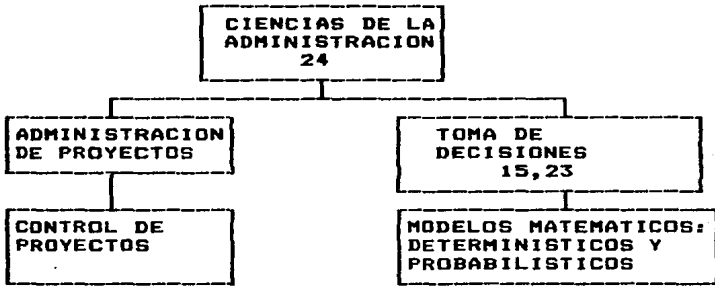 CIENCIAS DE LA
ADMINISTRACION
24
ADMINISTRACION
DE PROYECTOS
TOMA DE
DECISIONES
15,23
CONTROL DE
PROYECTOS
MODELOS MATEMATICOS:
DETERMINISTICOS Y
PROBABILISTICOS